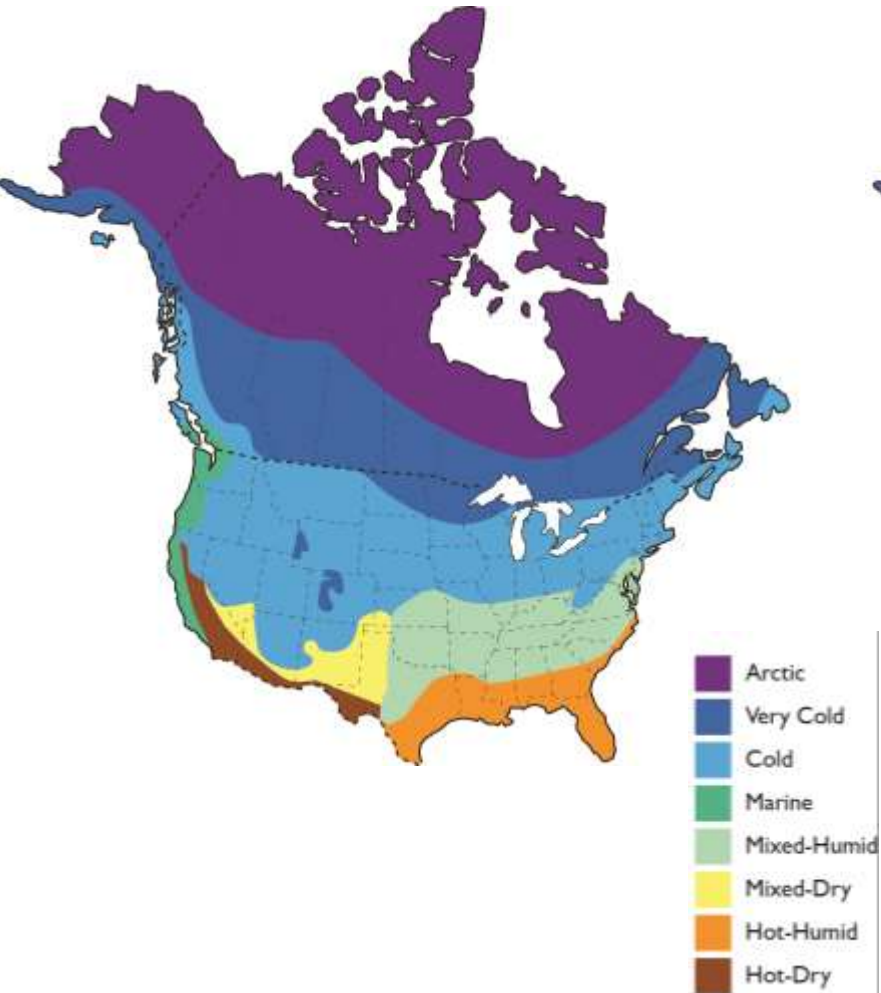 Arctic
Very Cold
Cold
Marine
Mixed-Humid
Mixed-Dry
Hot-Humid
Hot-Dry